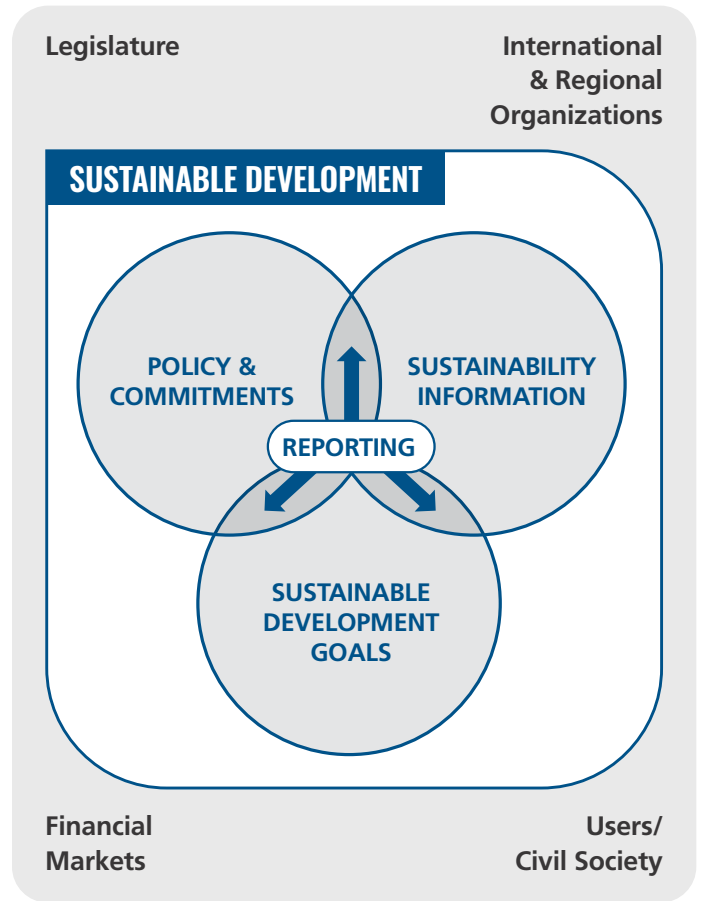 Legislature
International
& Regional
Organizations
SUSTAINABLE DEVELOPMENT
POLICY &
COMMITMENTS
SUSTAINABILITY
INFORMATION
REPORTING
SUSTAINABLE
DEVELOPMENT
GOALS
Financial
Markets
Users/
Civil Society